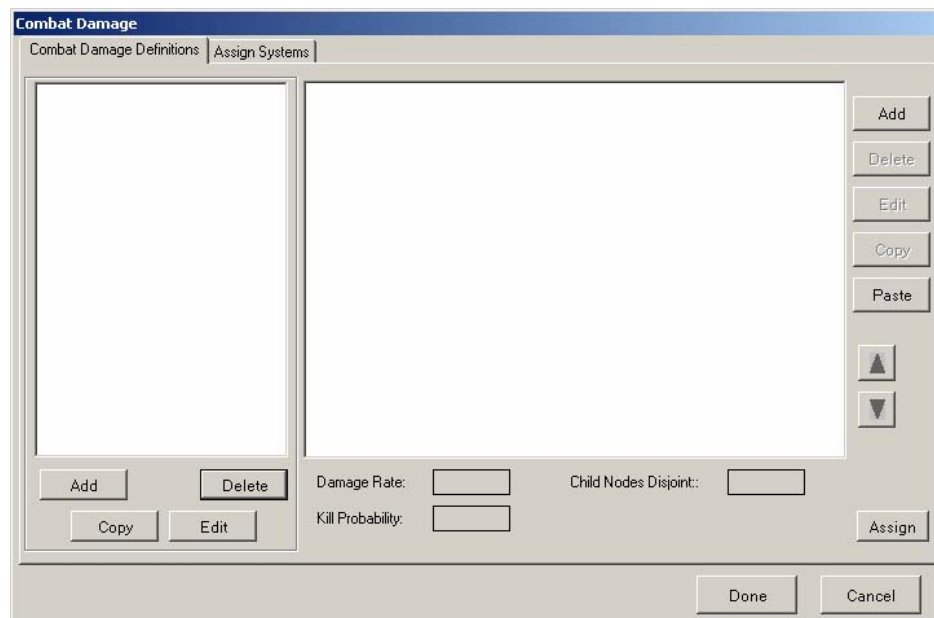 Combat Damage
Combat Damage Definitions
Assign Systems
Add
Delete
Copy
Edit
Damage Rate:
Child Nodes Disjoint::
Kill Probability:
Add
Delete
Edit
Copy
Paste
Assign
Done
Cancel